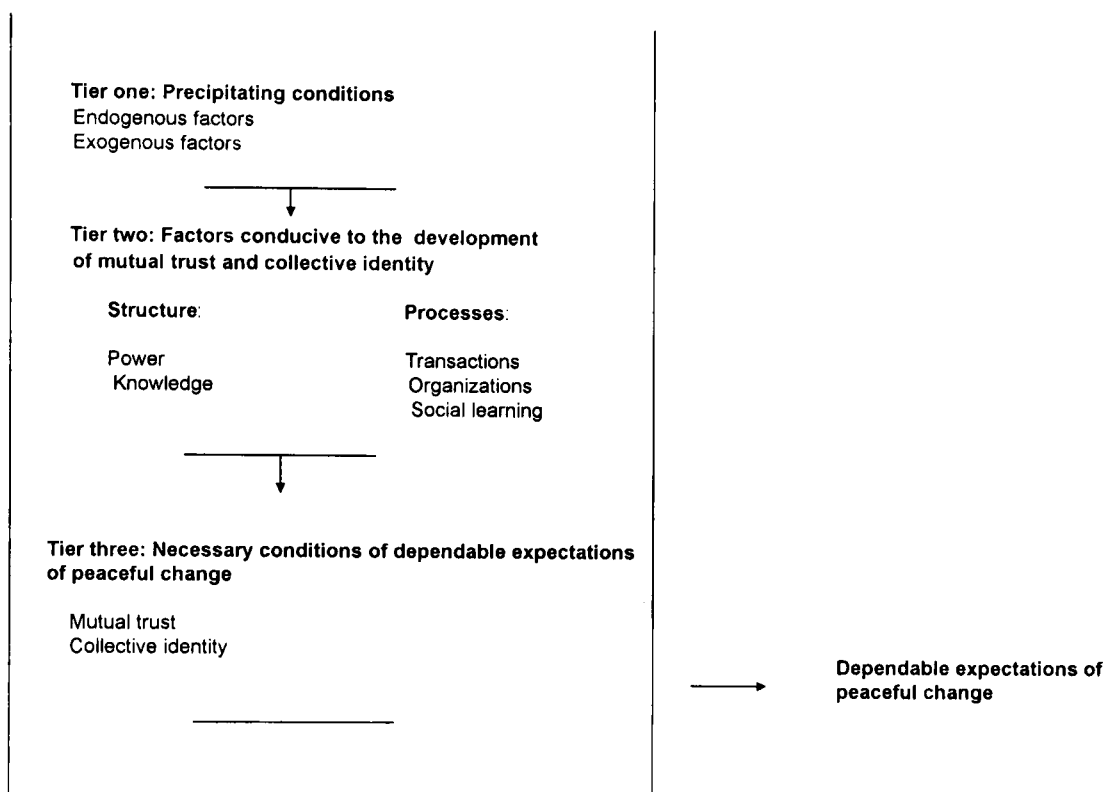 Tier one: Precipitating conditions
Endogenous factors
Exogenous factors
Tier two: Factors conducive to the development
of mutual trust and collective identity
Structure:
Power
Knowledge
Processes:
Transactions
Organizations
Social learning
Tier three: Necessary conditions of dependable expectations
of peaceful change
Mutual trust
Collective identity
Dependable expectations of
peaceful change